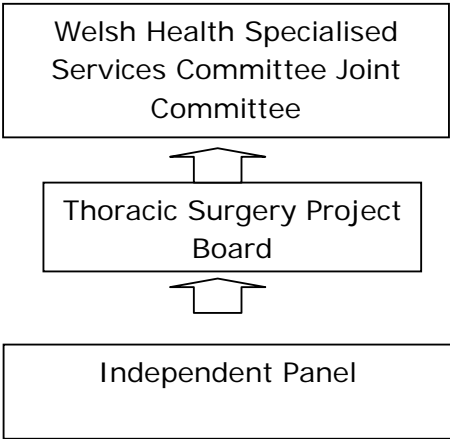 Welsh Health Specialised
Services Committee Joint
Committee
Thoracic Surgery Project
Board
Independent Panel